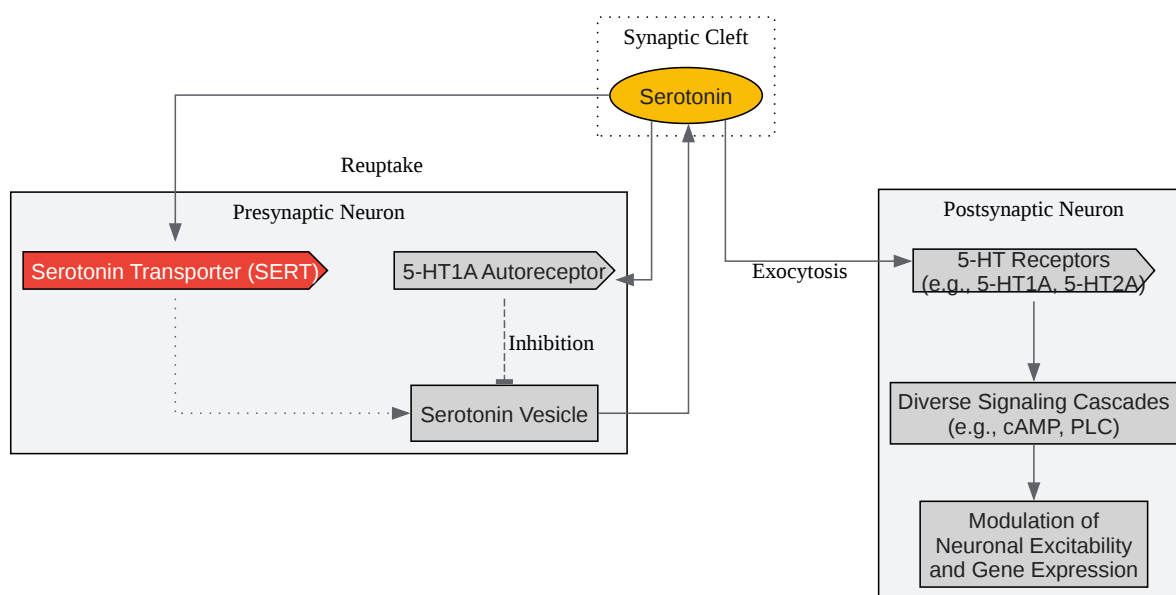 Synaptic Cleft
Serotonin
Reuptake
Presynaptic Neuron
Serotonin Transporter (SERT)
5-HT1A Autoreceptor
Inhibition
Serotonin Vesicle
Exocytosis
Postsynaptic Neuron
5-HT Receptors
(e.g., 5-HT1A, 5-HT2A)
Diverse Signaling Cascades
(e.g., cAMP, PLC)
Modulation of
Neuronal Excitability
and Gene Expression